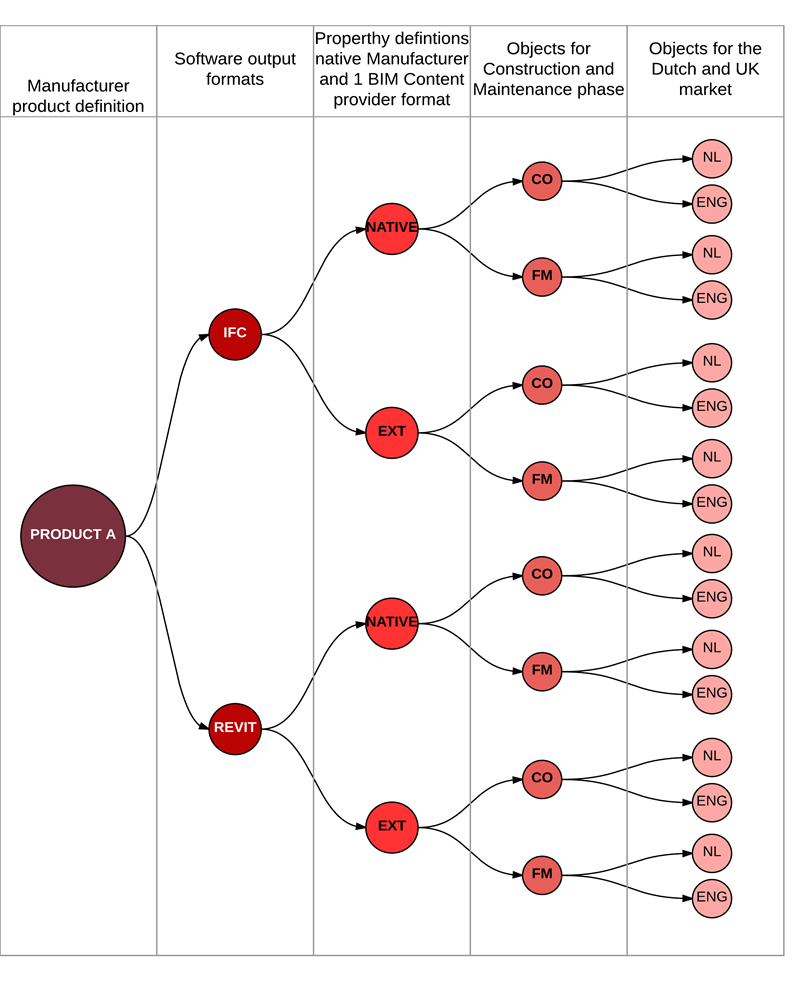 Manufacturer
product definition
Software output
formats
Properthy defintions
native Manufacturer
and 1 BIM Content
provider format
Objects for
Construction and
Maintenance phase
Objects for the
Dutch and UK
market
PRODUCT A
IFC
REVIT
NATIVE
EXT
NATIVE
EXT
CO
FM
CO
FM
CO
FM
CO
FM
NL
ENG
NL
ENG
NL
ENG
NL
ENG
NL
ENG
NL
ENG
NL
ENG
NL
ENG